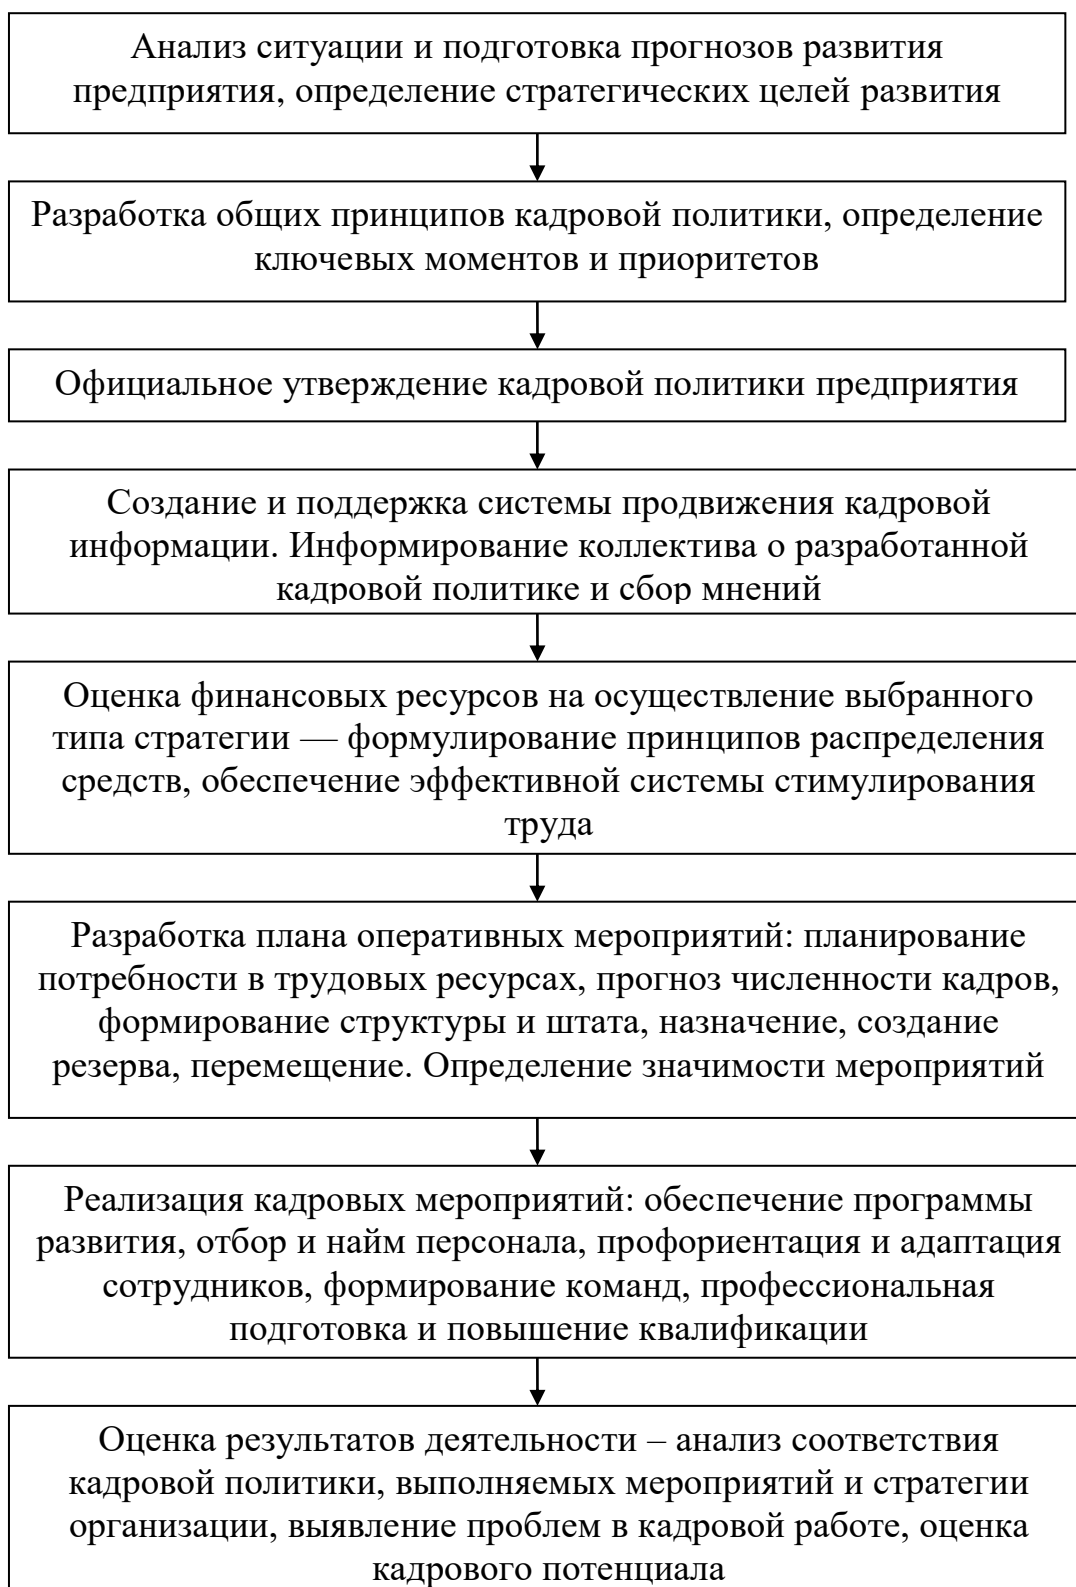 Анализ ситуации и подготовка прогнозов развития
предприятия, определение стратегических целей развития
Разработка общих принципов кадровой политики, определение
ключевых моментов и приоритетов
Официальное утверждение кадровой политики предприятия
Создание и поддержка системы продвижения кадровой
информации. Информирование коллектива о разработанной
кадровой политике и сбор мнений
Оценка финансовых ресурсов на осуществление выбранного
типа стратегии — формулирование принципов распределения
средств, обеспечение эффективной системы стимулирования
труда
Разработка плана оперативных мероприятий: планирование
потребности в трудовых ресурсах, прогноз численности кадров,
формирование структуры и штата, назначение, создание
резерва, перемещение. Определение значимости мероприятий
Реализация кадровых мероприятий: обеспечение программы
развития, отбор и найм персонала, профориентация и адаптация
сотрудников, формирование команд, профессиональная
подготовка и повышение квалификации
Оценка результатов деятельности – анализ соответствия
кадровой политики, выполняемых мероприятий и стратегии
организации, выявление проблем в кадровой работе, оценка
кадрового потенциала